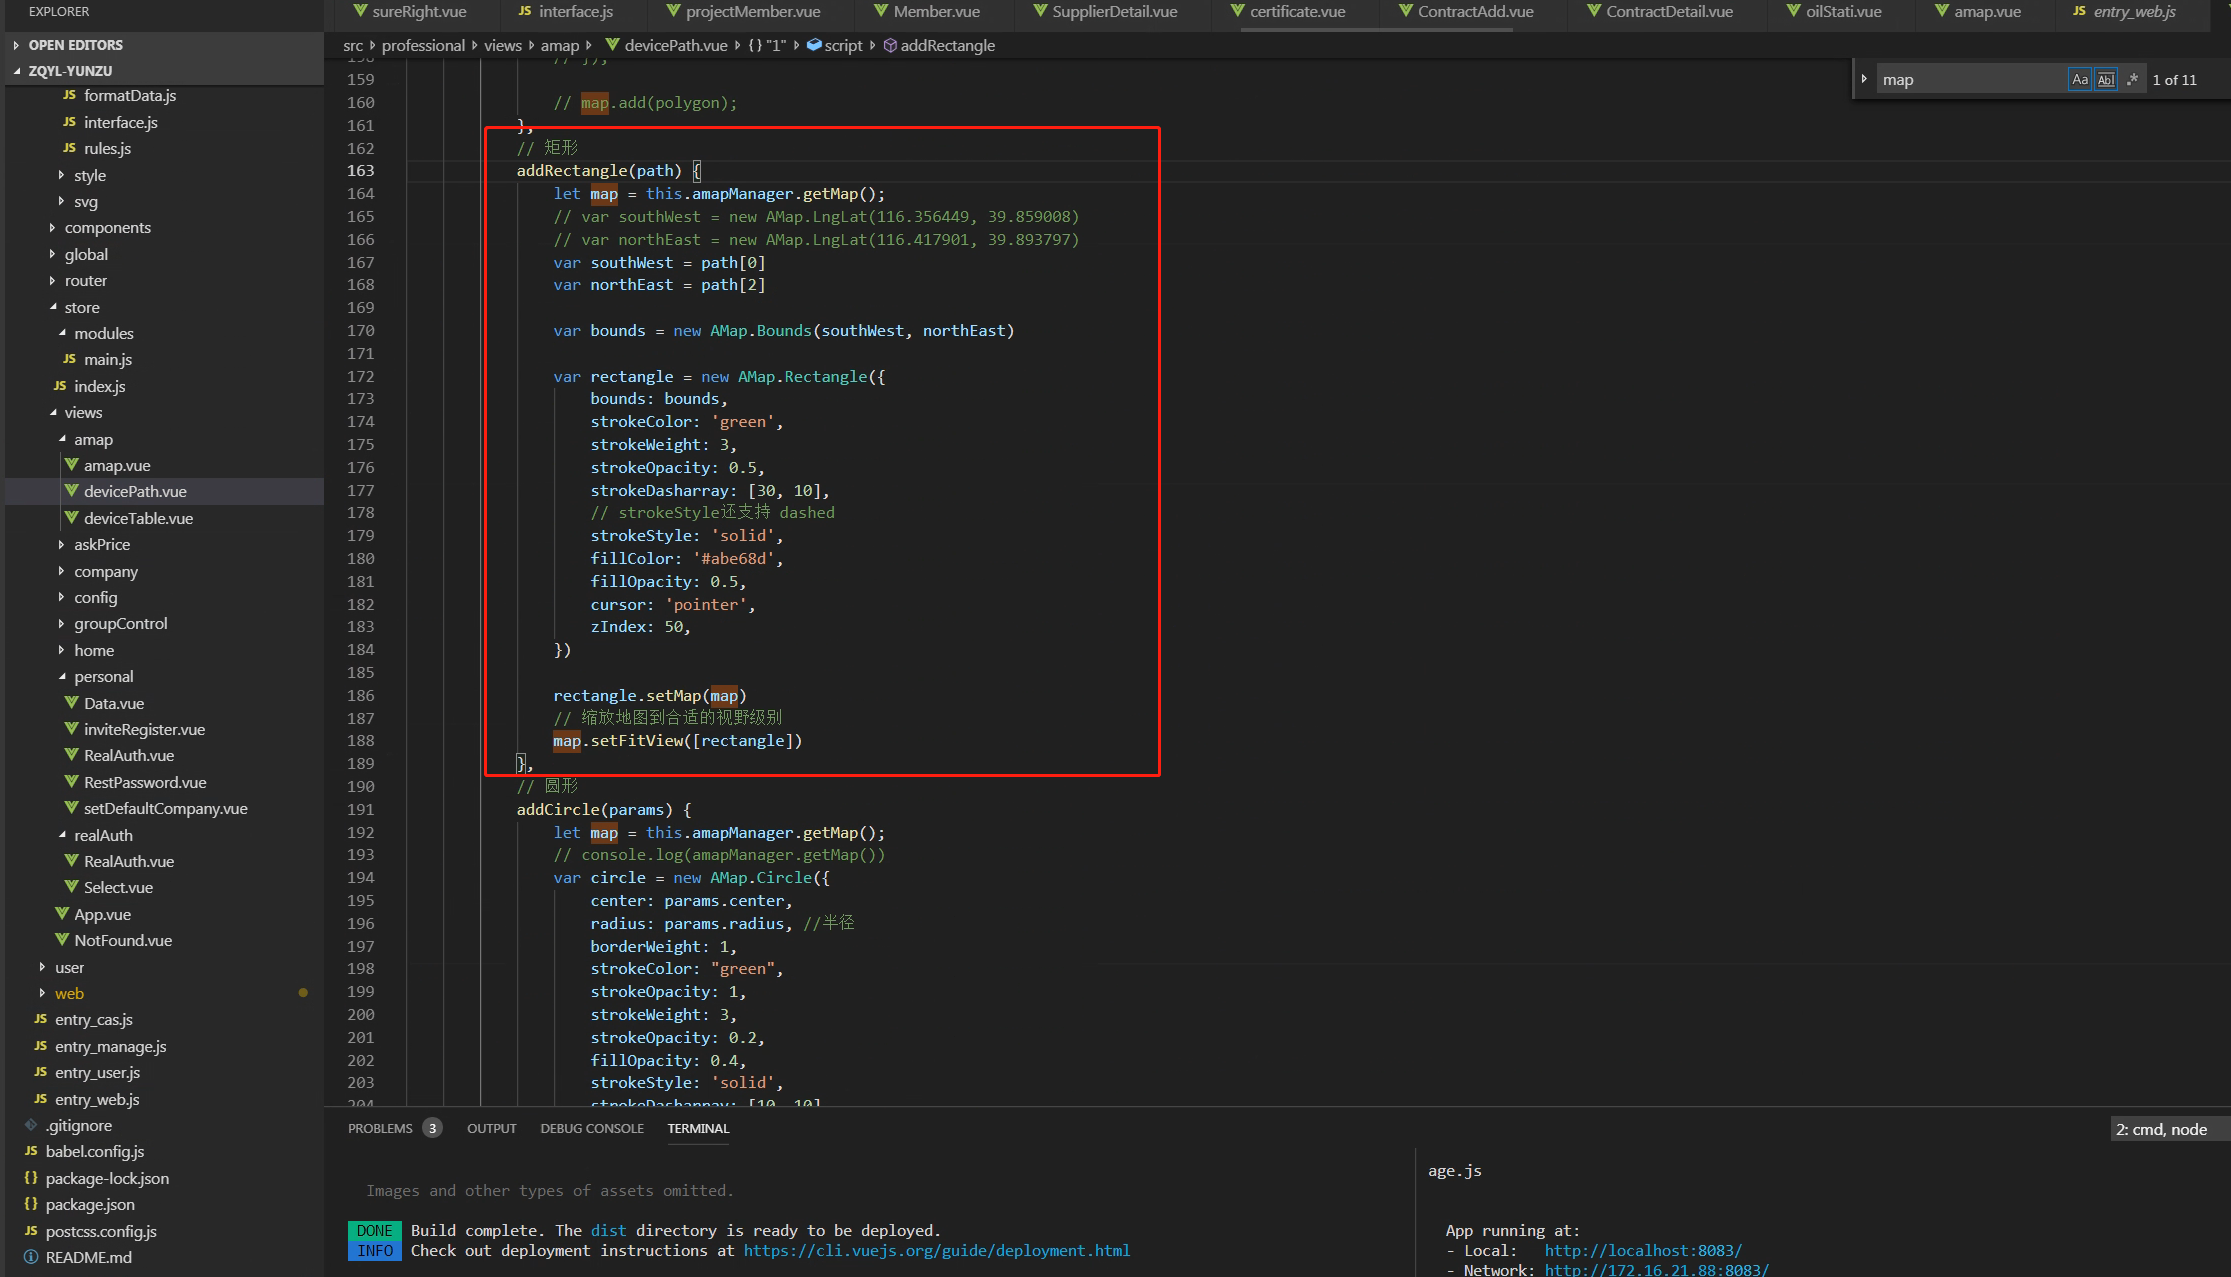 EXPLORER
OPEN EDITORS
ZQYL-YUNZU
JS formatData.js
JS interface.js
JS rules.js
style
svg
components
global
router
store
modules
JS main.js
JS index.js
views
amap
amap.vue
devicePath.vue
deviceTable.vue
askPrice
company
config
groupControl
home
personal
Data.vue
inviteRegister.vue
RealAuth.vue
RestPassword.vue
setDefaultCompany.vue
realAuth
RealAuth.vue
Select.vue
App.vue
NotFound.vue
user
web
JS entry_cas.js
JS entry_manage.js
JS entry_user.js
JS entry_web.js
.gitignore
JS babel.config.js
{} package-lock.json
{} package.json
JS postcss.config.js
README.md
sureRight.vue JS interface.js projectMember.vue Member.vue SupplierDetail.vue certificate.vue ContractAdd.vue ContractDetail.vue oilStati.vue amap.vue JS entry_web.js
src professional views amap devicePath.vue {} "1" script addRectangle
map Aa Abl .* 1 of 11
158 // });
159
160 // map.add(polygon);
161 },
162 // 矩形
163 addRectangle(path) {
164 let map = this.amapManager.getMap();
165 // var southWest = new AMap.LngLat(116.356449, 39.859008)
166 // var northEast = new AMap.LngLat(116.417901, 39.893797)
167 var southWest = path[0]
168 var northEast = path[2]
169
170 var bounds = new AMap.Bounds(southWest, northEast)
171
172 var rectangle = new AMap.Rectangle({
173 bounds: bounds,
174 strokeColor: 'green',
175 strokeWeight: 3,
176 strokeOpacity: 0.5,
177 strokeDasharray: [30, 10],
178 // strokeStyle还支持 dashed
179 strokeStyle: 'solid',
180 fillColor: '#abe68d',
181 fillOpacity: 0.5,
182 cursor: 'pointer',
183 zIndex: 50,
184 })
185
186 rectangle.setMap(map)
187 // 缩放地图到合适的视野级别
188 map.setFitView([rectangle])
189 },
190 // 圆形
191 addCircle(params) {
192 let map = this.amapManager.getMap();
193 // console.log(amapManager.getMap())
194 var circle = new AMap.Circle({
195 center: params.center,
196 radius: params.radius, //半径
197 borderWeight: 1,
198 strokeColor: "green",
199 strokeOpacity: 1,
200 strokeWeight: 3,
201 strokeOpacity: 0.2,
202 fillOpacity: 0.4,
203 strokeStyle: 'solid',
204 strokeDasharray: [10, 10]
PROBLEMS 3 OUTPUT DEBUG CONSOLE TERMINAL
2: cmd, node
Images and other types of assets omitted.
DONE Build complete. The dist directory is ready to be deployed.
INFO Check out deployment instructions at https://cli.vuejs.org/guide/deployment.html
age.js
App running at:
- Local: http://localhost:8083/
- Network: http://172.16.21.88:8083/